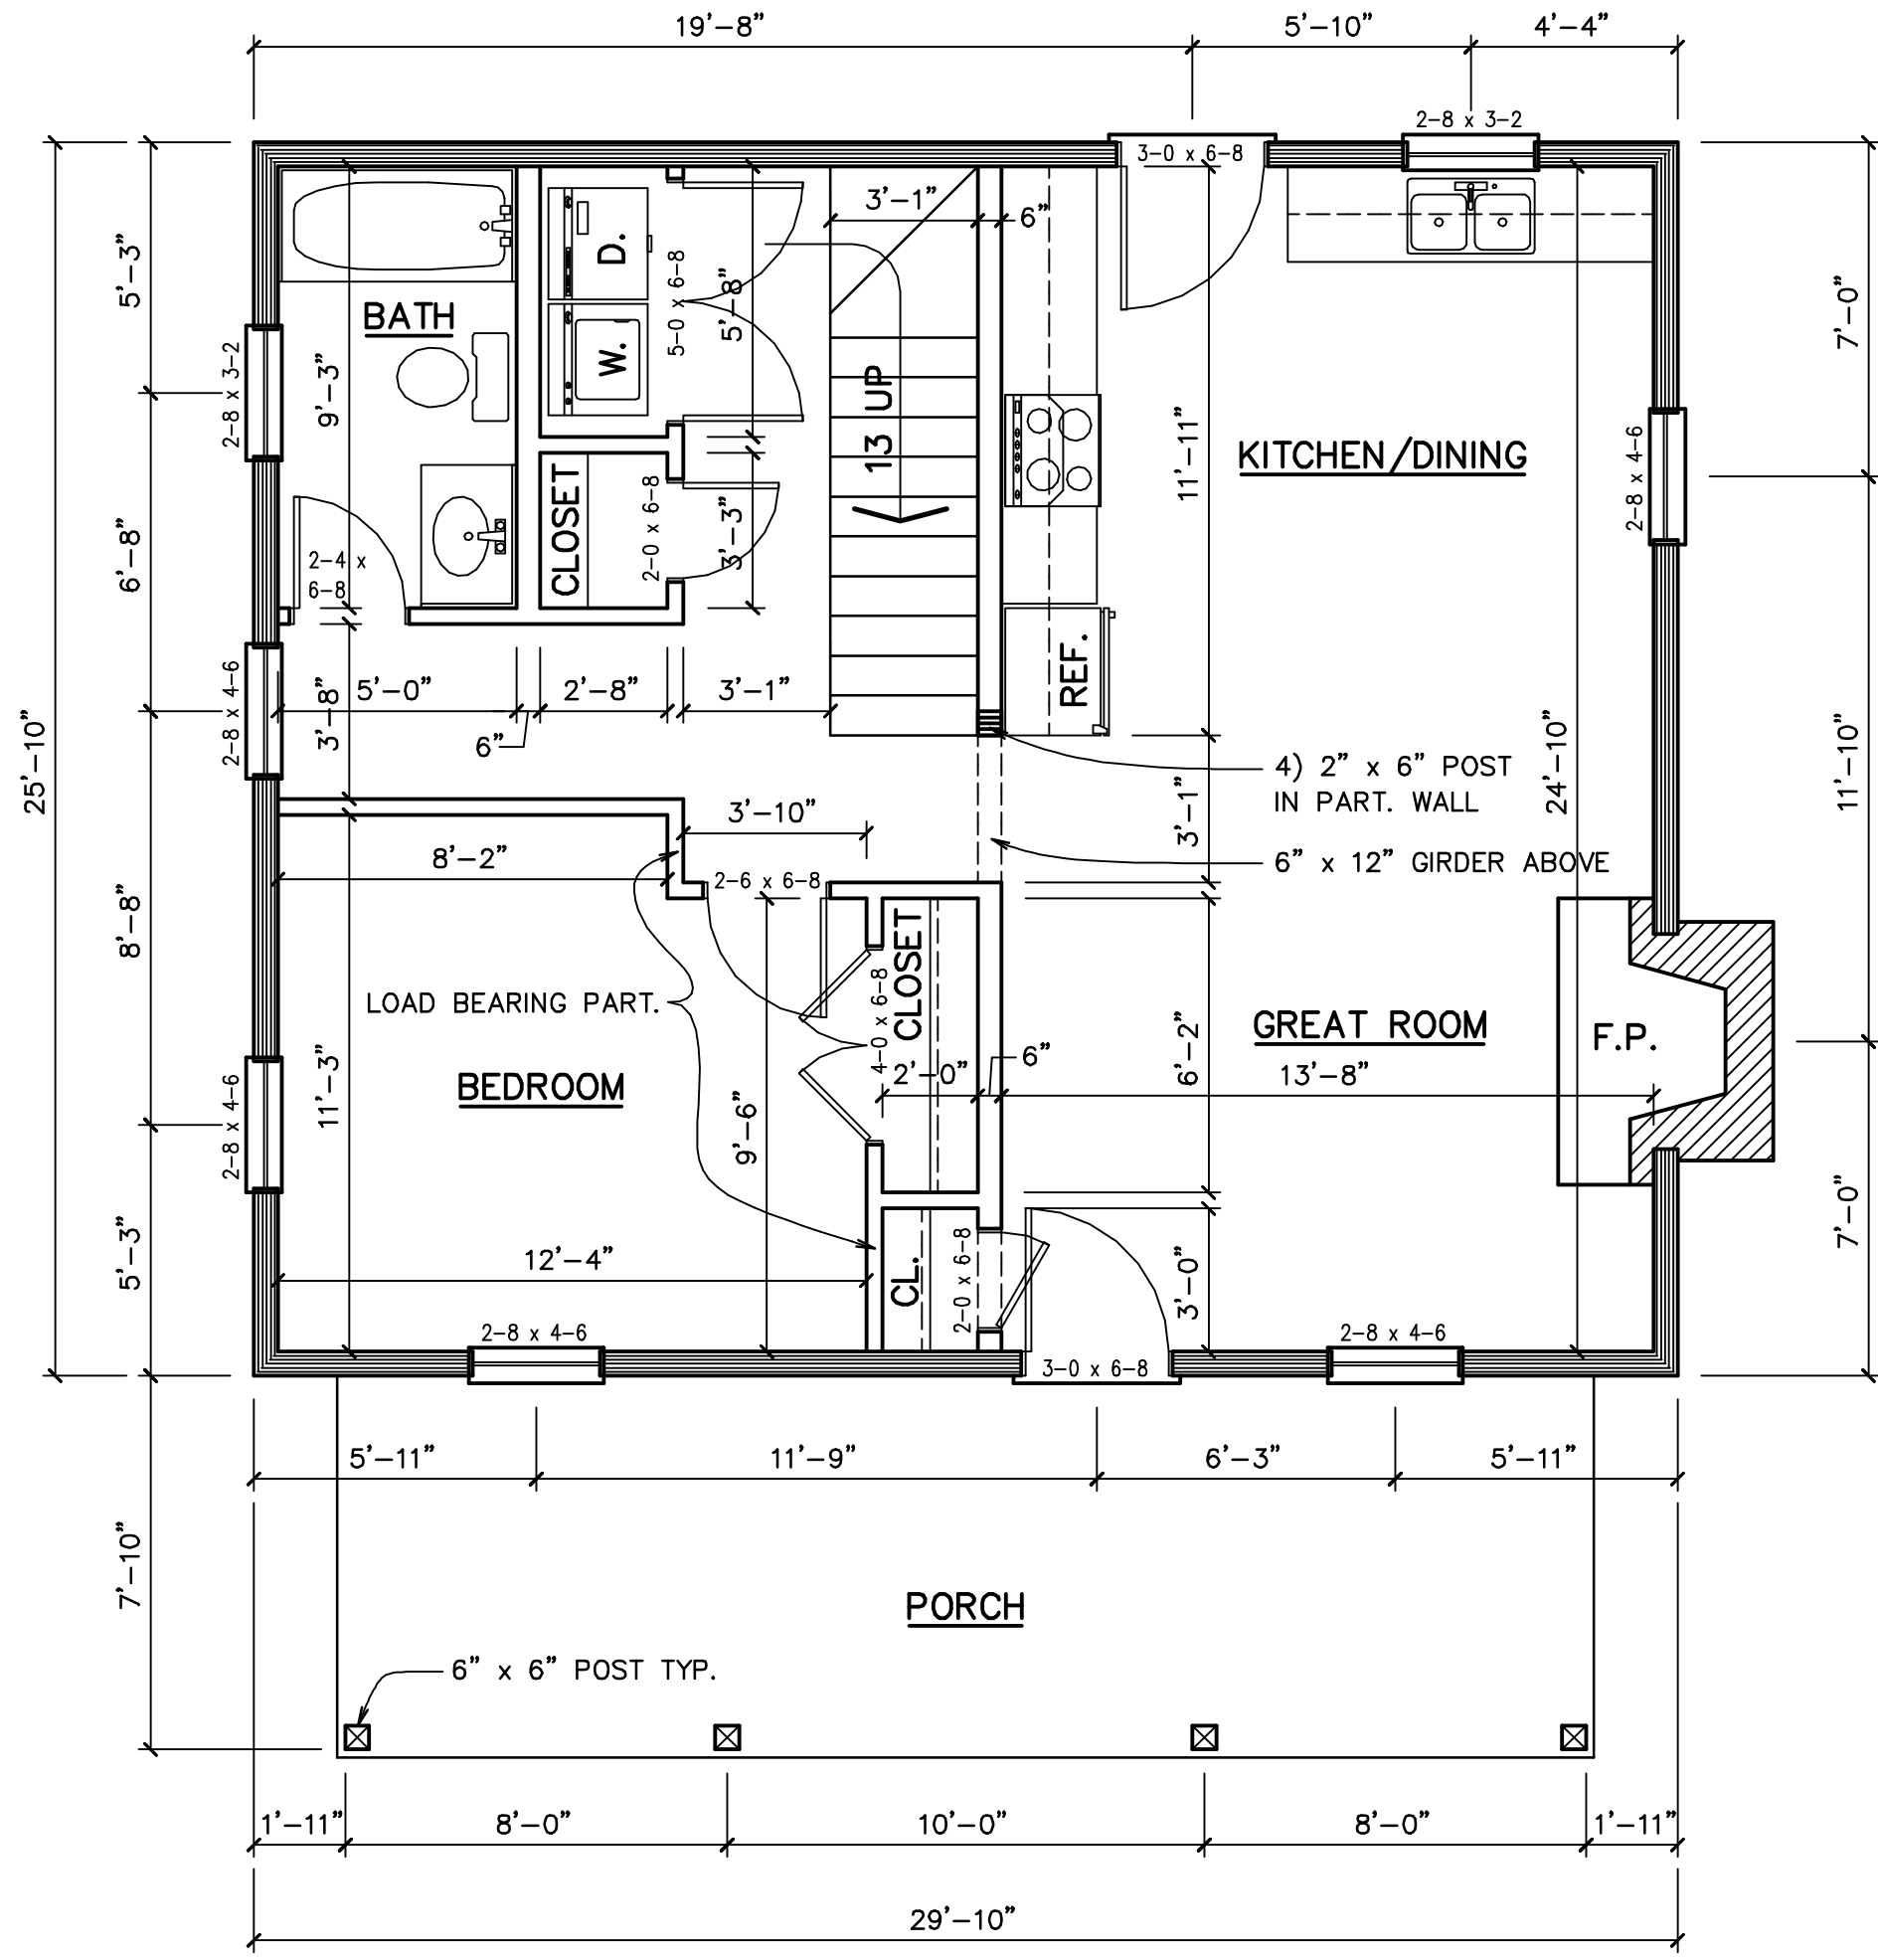 19'-8"
5'-10"
4'-4"
2-8 x 3-2
3-0 x 6-8
3'-1"
6"
5'-3"
D.
5-0 x 6-8
5'-8"
BATH
7'-0"
2-8 x 3-2
9'-3"
W.
13 UP
11'-11"
KITCHEN/DINING
2-8 x 4-6
6'-8"
2-4 x
6-8
CLOSET
2-0 x 6-8
3'-3"
REF.
2-8 x 4-6
3'-8"
5'-0"
2'-8"
3'-1"
6"
25'-10"
24'-10"
11'-10"
4) 2" x 6" POST
IN PART. WALL
3'-10"
3'-1"
8'-2"
6" x 12" GIRDER ABOVE
2-6 x 6-8
8'-8"
CLOSET
4-0 x 6-8
LOAD BEARING PART.
GREAT ROOM
F.P.
6'-2"
6"
2'-0"
13'-8"
BEDROOM
11'-3"
9'-6"
2-8 x 4-6
7'-0"
5'-3"
12'-4"
CL.
2-0 x 6-8
3'-0"
2-8 x 4-6
3-0 x 6-8
2-8 x 4-6
5'-11"
11'-9"
6'-3"
5'-11"
7'-10"
PORCH
6" x 6" POST TYP.
1'-11"
8'-0"
10'-0"
8'-0"
1'-11"
29'-10"